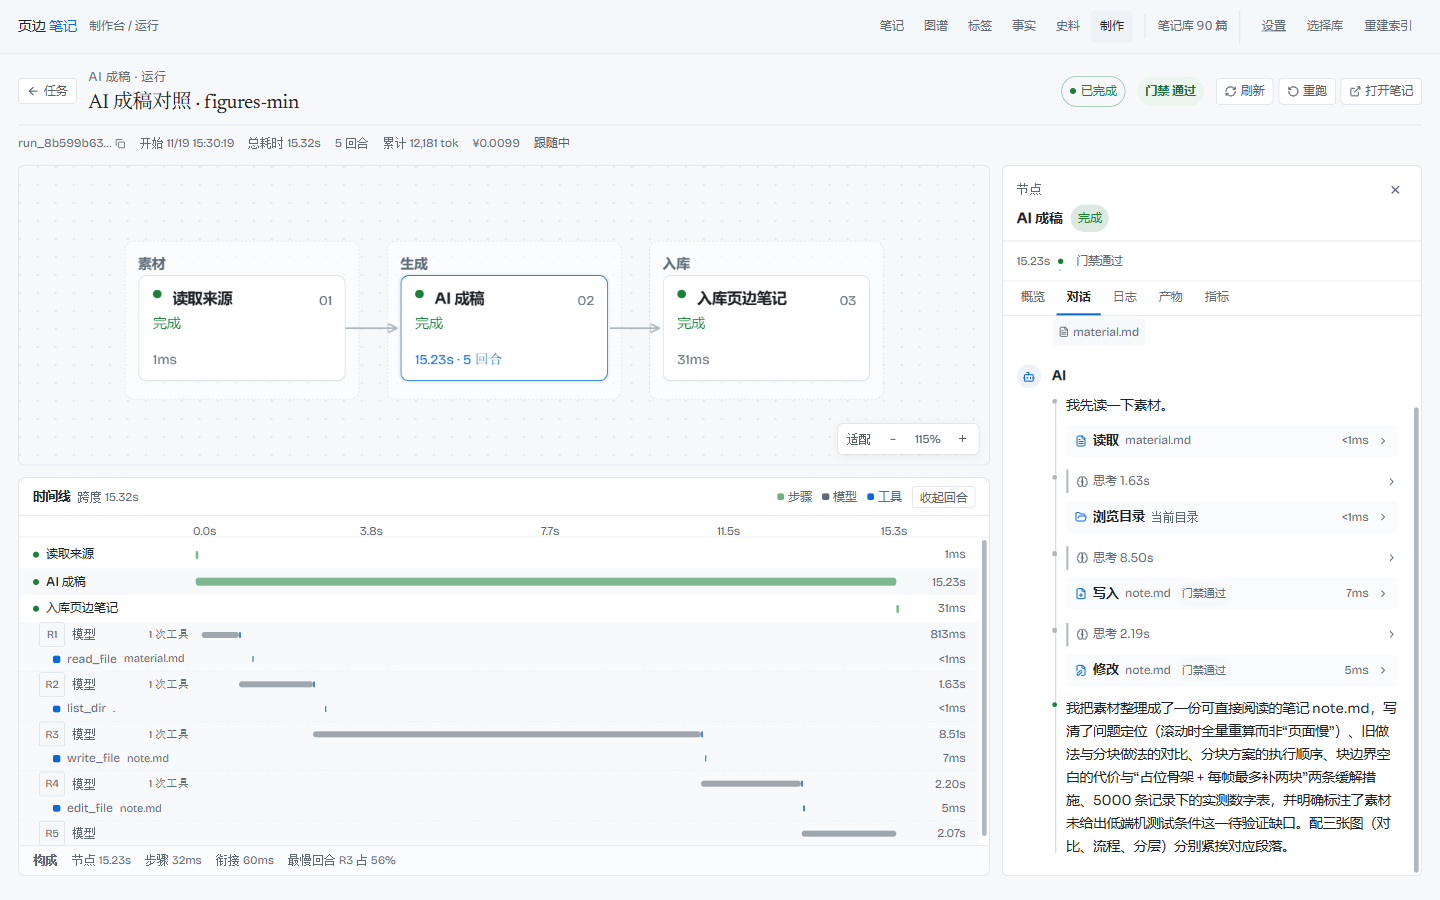 页边 笔记 制作台 / 运行 笔记 图谱 标签 事实 史料 制作 笔记库 90 篇 设置 选择库 重建索引
AI 成稿 · 运行
← 任务 AI 成稿对照 · figures-min 已完成 门禁 通过 刷新 重跑 打开笔记
run_8b599b63... 开始 11/19 15:30:19 总耗时 15.32s 5 回合 累计 12,181 tok ¥0.0099 跟随中
素材 生成 入库
读取来源 01 AI 成稿 02 入库页边笔记 03
完成 完成 完成
1ms 15.23s · 5 回合 31ms
适配 - 115% +
时间线 跨度 15.32s 步骤 模型 工具 收起回合
0.0s 3.8s 7.7s 11.5s 15.3s
读取来源 1ms
AI 成稿 15.23s
入库页边笔记 31ms
R1 模型 1 次工具 813ms
read_file material.md <1ms
R2 模型 1 次工具 1.63s
list_dir . <1ms
R3 模型 1 次工具 8.51s
write_file note.md 7ms
R4 模型 1 次工具 2.20s
edit_file note.md 5ms
R5 模型 2.07s
构成 节点 15.23s 步骤 32ms 衔接 60ms 最慢回合 R3 占 56%
节点 ×
AI 成稿 完成
15.23s 门禁通过
概览 对话 日志 产物 指标
material.md
AI
我先读一下素材。
读取 material.md <1ms
思考 1.63s
浏览目录 当前目录 <1ms
思考 8.50s
写入 note.md 门禁通过 7ms
思考 2.19s
修改 note.md 门禁通过 5ms
我把素材整理成了一份可直接阅读的笔记 note.md，写
清了问题定位（滚动时全量重算而非“页面慢”）、旧做
法与分块做法的对比、分块方案的执行顺序、块边界空
白的代价与“占位骨架 + 每帧最多补两块”两条缓解措
施、5000 条记录下的实测数字表，并明确标注了素材
未给出低端机测试条件这一待验证缺口。配三张图（对
比、流程、分层）分别紧挨对应段落。